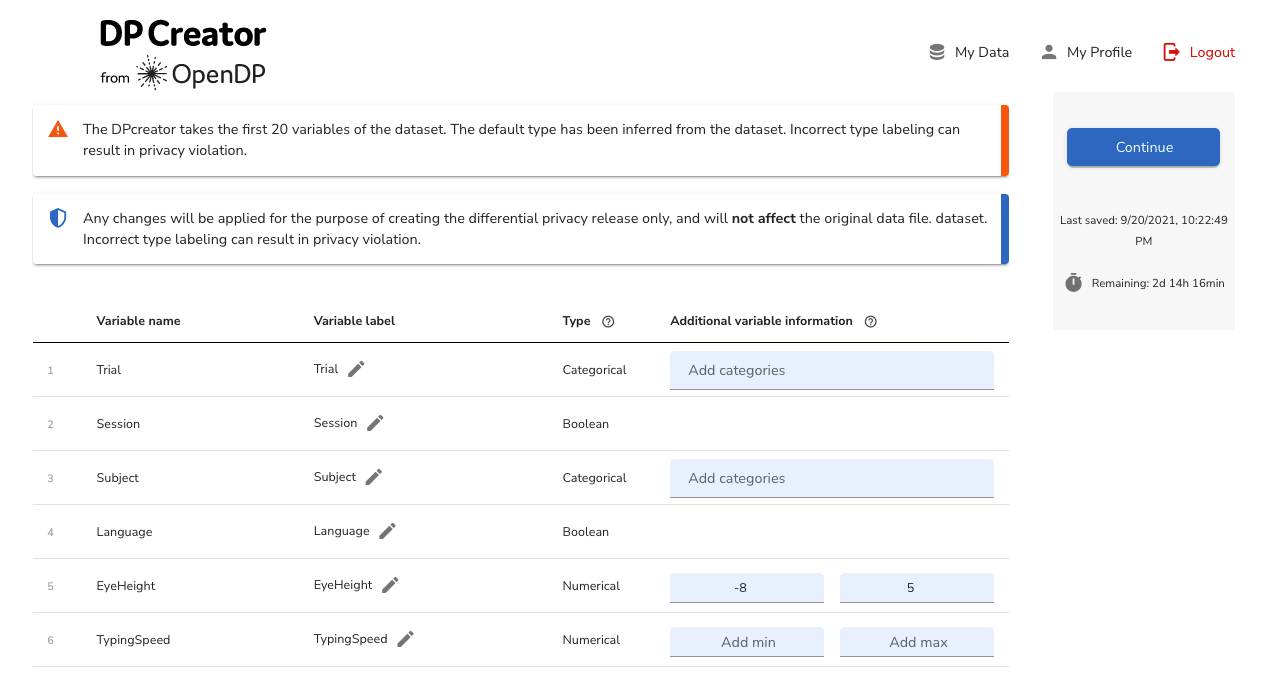 DP Creator
from OpenDP
My Data
My Profile
Logout
The DPcreator takes the first 20 variables of the dataset. The default type has been inferred from the dataset. Incorrect type labeling can
result in privacy violation.
Any changes will be applied for the purpose of creating the differential privacy release only, and will not affect the original data file. dataset.
Incorrect type labeling can result in privacy violation.
Continue
Last saved: 9/20/2021, 10:22:49
PM
Remaining: 2d 14h 16min
Variable name Variable label Type Additional variable information
1 Trial Trial Categorical Add categories
2 Session Session Boolean
3 Subject Subject Categorical Add categories
4 Language Language Boolean
5 EyeHeight EyeHeight Numerical -8 5
6 TypingSpeed TypingSpeed Numerical Add min Add max